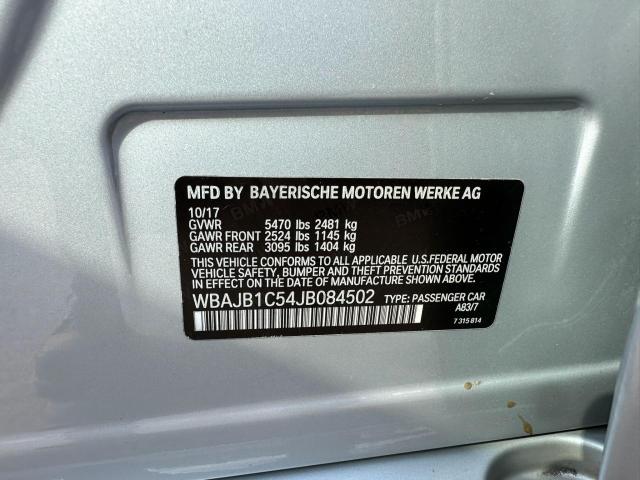 MFD BY BAYERISCHE MOTOREN WERKE AG
10/17
GVWR 5470 lbs 2481 kg
GAWR FRONT 2524 lbs 1145 kg
GAWR REAR 3095 lbs 1404 kg
THIS VEHICLE CONFORMS TO ALL APPLICABLE U.S.FEDERAL MOTOR
VEHICLE SAFETY, BUMPER, AND THEFT PREVENTION STANDARDS
IN EFFECT ON THE DATE OF MANUFACTURE SHOWN ABOVE.
WBAJB1C54JB084502 TYPE: PASSENGER CAR
A83/7
7 315 814